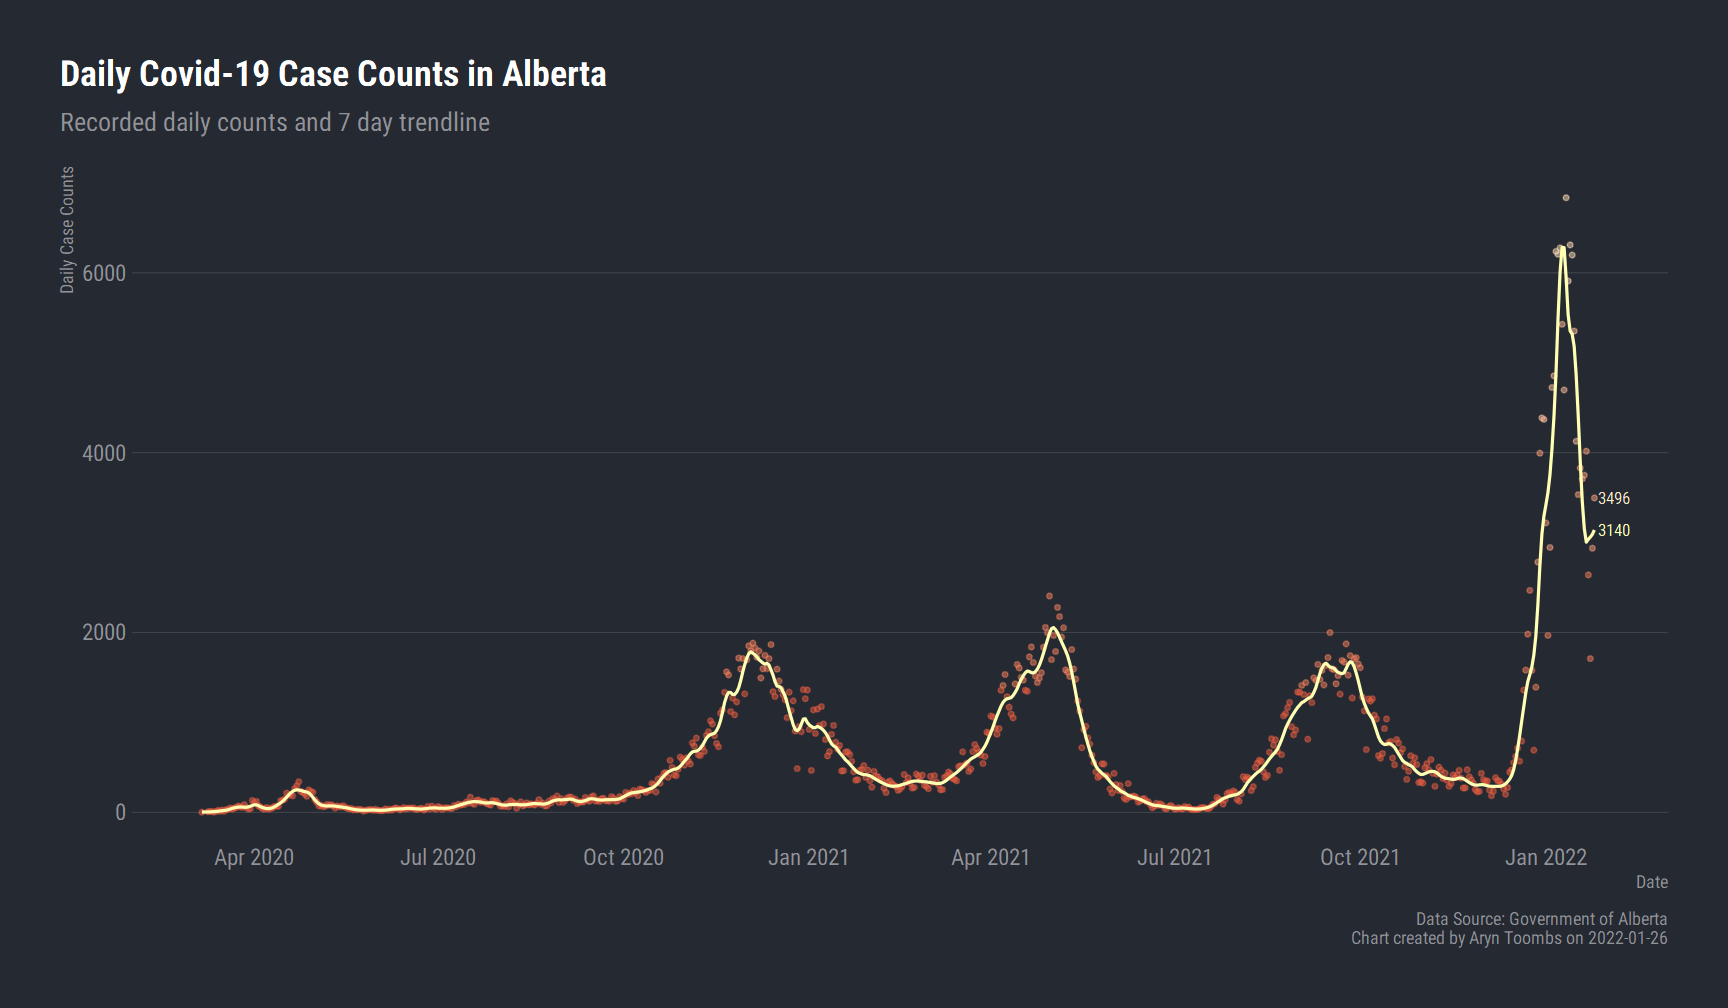 Daily Covid-19 Case Counts in Alberta
Recorded daily counts and 7 day trendline
Daily Case Counts
6000
4000
2000
0
3496
3140
Apr 2020
Jul 2020
Oct 2020
Jan 2021
Apr 2021
Jul 2021
Oct 2021
Jan 2022
Date
Data Source: Government of Alberta
Chart created by Aryn Toombs on 2022-01-26